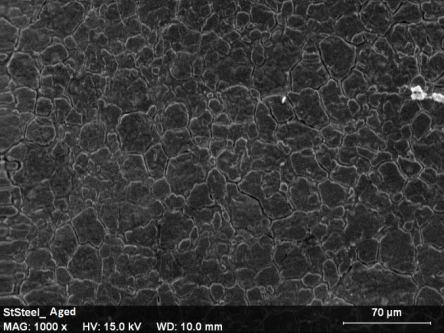 StSteel_ Aged
70 µm
MAG: 1000 x HV: 15.0 kV WD: 10.0 mm